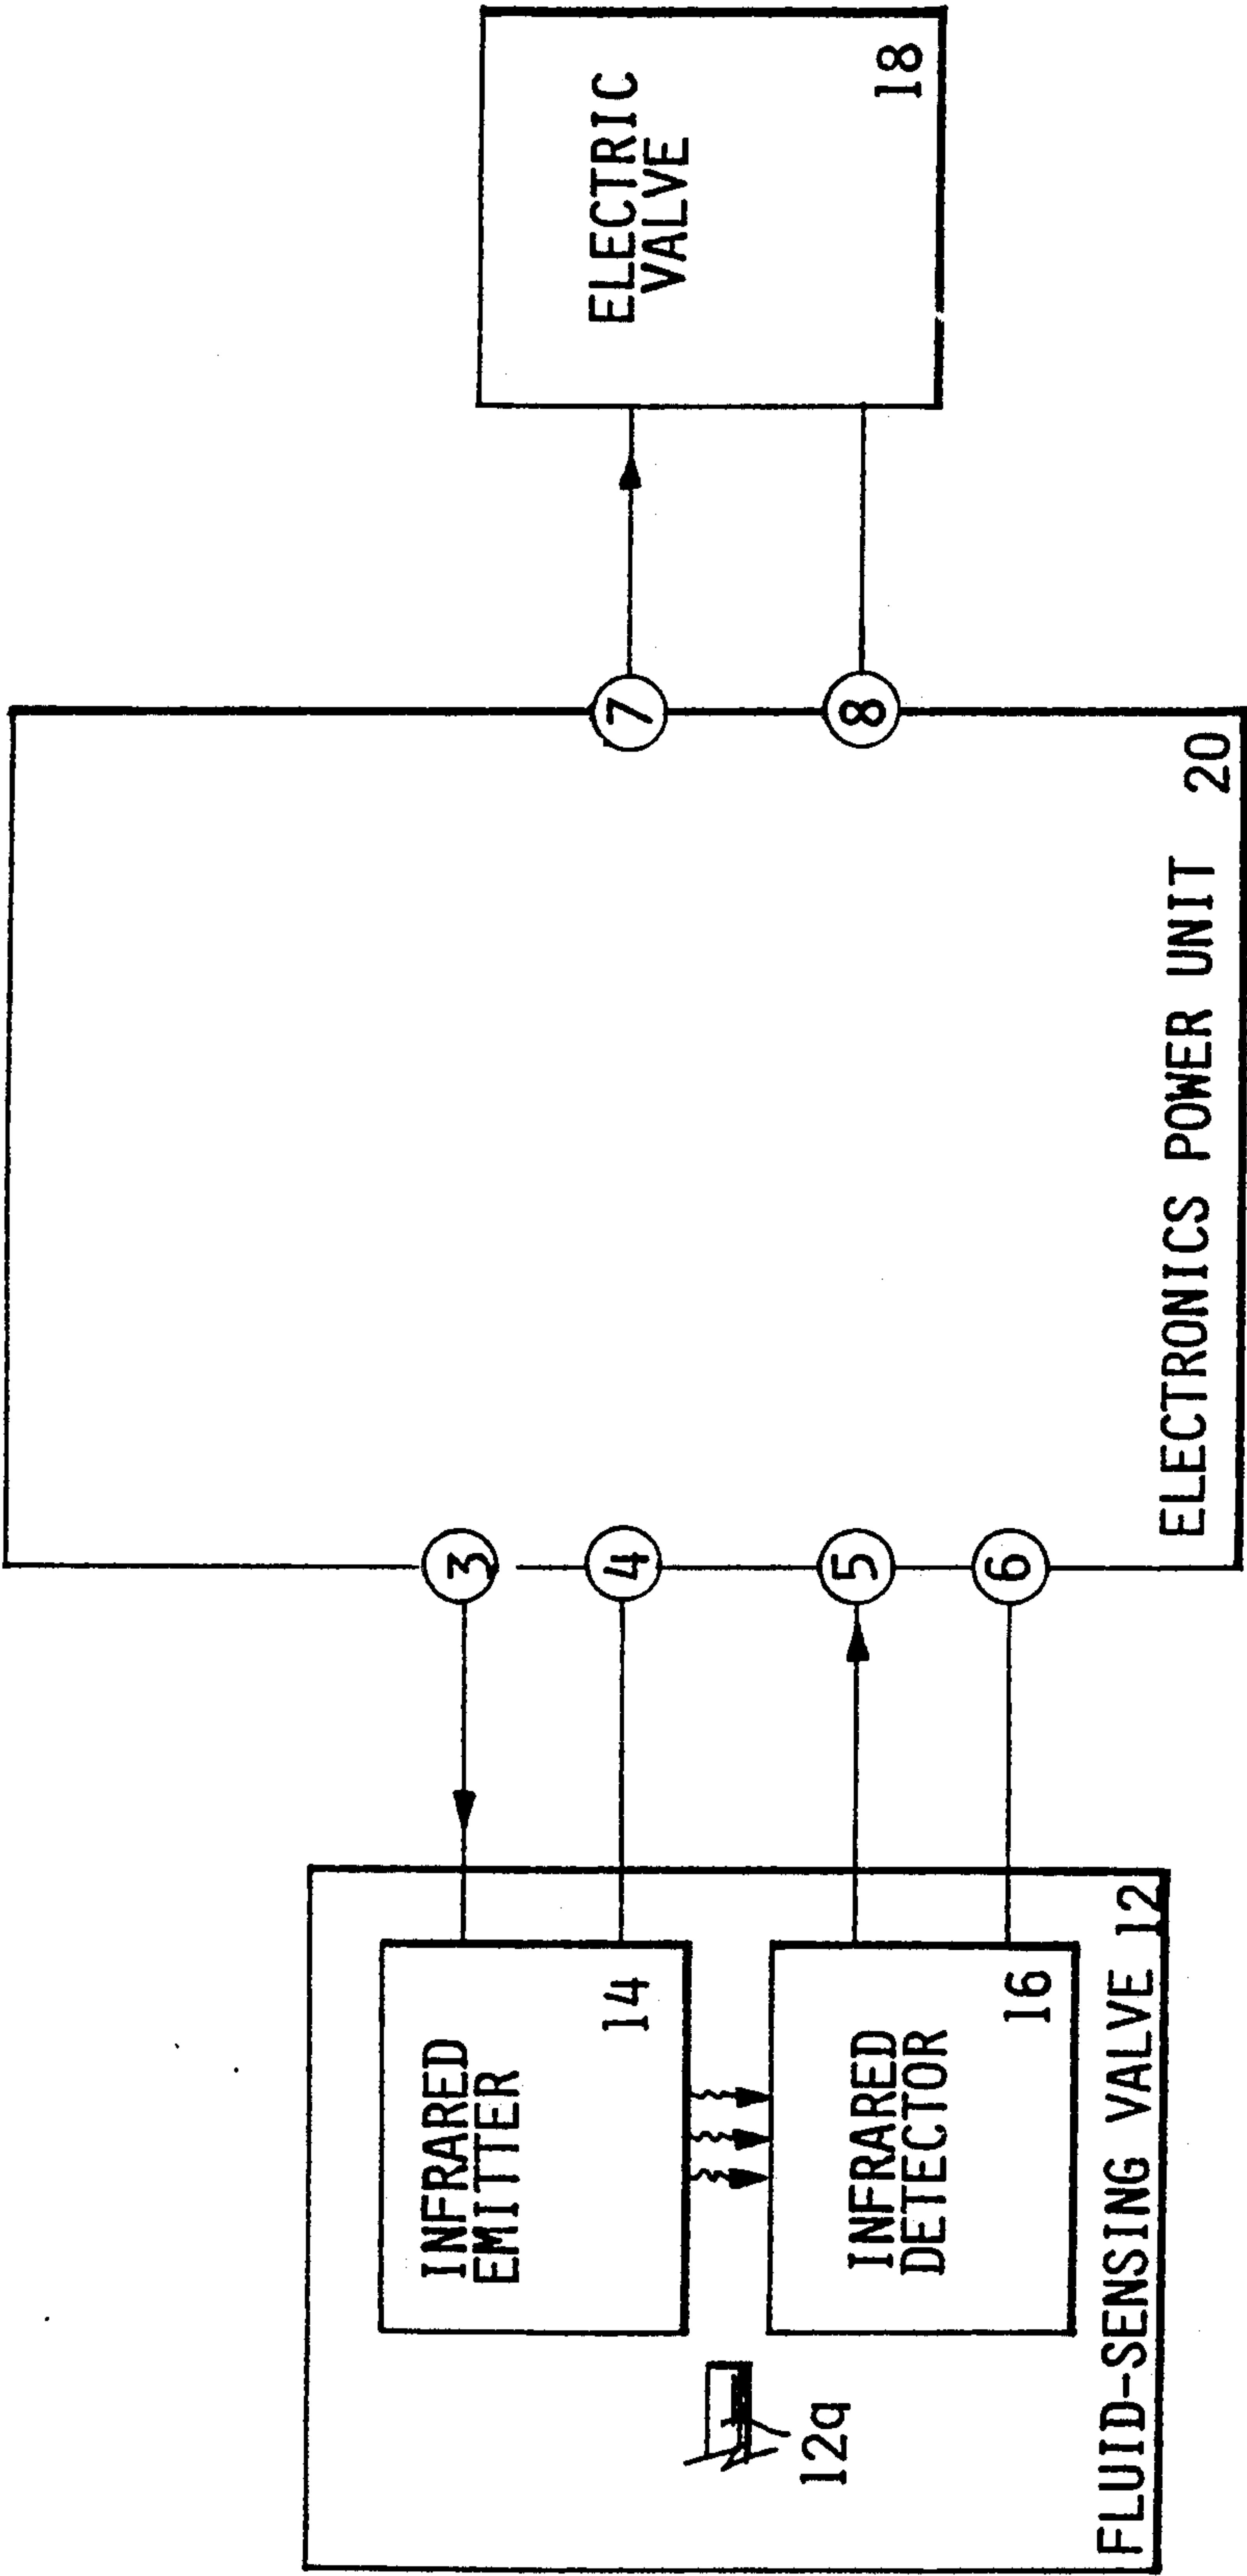 INFRARED
EMITTER
14
INFRARED
DETECTOR
16
12q
FLUID-SENSING VALVE 12
3
4
5
6
7
8
ELECTRONICS POWER UNIT 20
ELECTRIC
VALVE
18